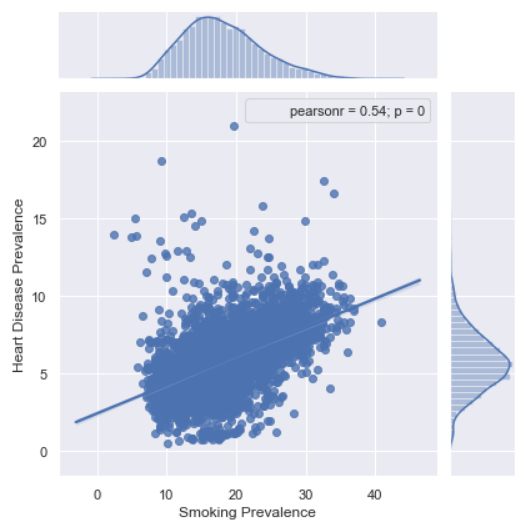 pearsonr = 0.54; p = 0
20
15
10
5
0
Heart Disease Prevalence
0 10 20 30 40
Smoking Prevalence